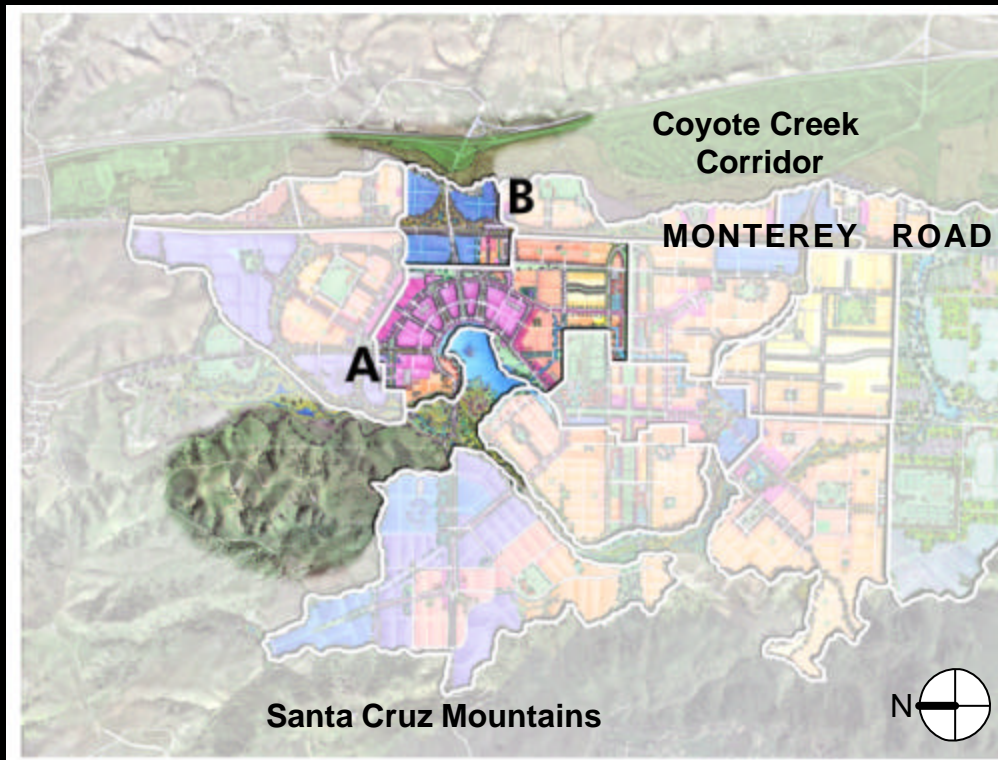 Coyote Creek
Corridor
B
MONTEREY ROAD
A
N
Santa Cruz Mountains